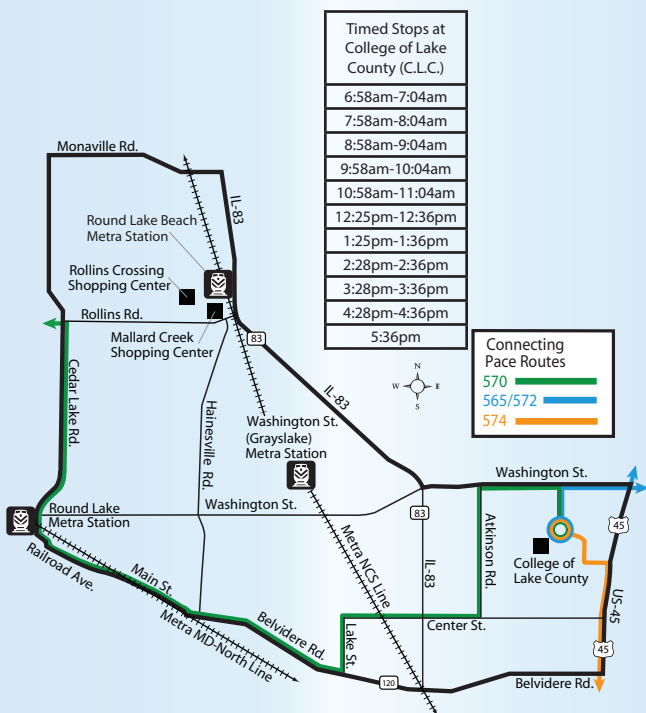 Timed Stops at
College of Lake
County (C.L.C.)
6:58am-7:04am
7:58am-8:04am
8:58am-9:04am
9:58am-10:04am
10:58am-11:04am
12:25pm-12:36pm
1:25pm-1:36pm
2:28pm-2:36pm
3:28pm-3:36pm
4:28pm-4:36pm
5:36pm
Monaville Rd.
IL-83
Round Lake Beach
Metra Station
Rollins Crossing
Shopping Center
Rollins Rd.
Mallard Creek
Shopping Center
83
Connecting
Pace Routes
570
565/572
574
N
W
E
S
IL-83
Cedar Lake Rd.
Hainesville Rd.
Washington St.
(Grayslake)
Metra Station
Washington St.
Round Lake
Metra Station
Washington St.
83
45
Atkinson Rd.
College of
Lake County
Railroad Ave.
Main St.
Metra NCS Line
IL-83
US-45
Metra MD-North Line
Belvidere Rd.
Lake St.
Center St.
45
120
Belvidere Rd.